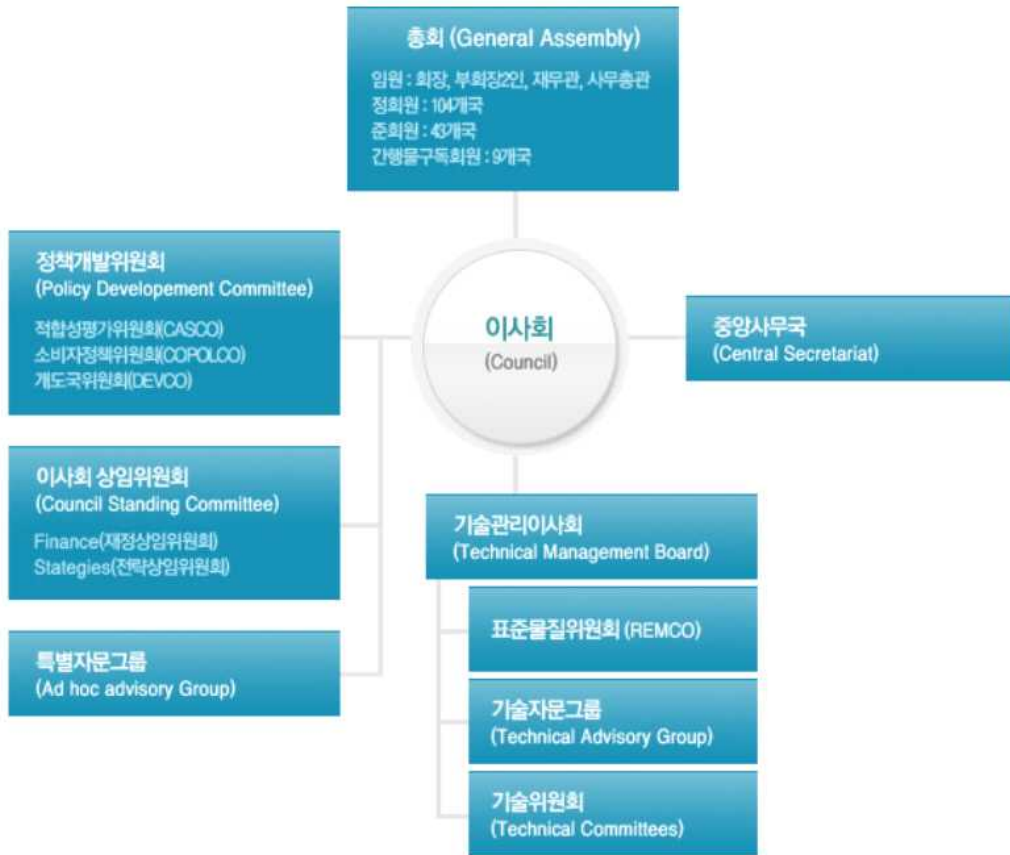 총회 (General Assembly)
임원 : 회장, 부회장2인, 재무관, 사무총관
정회원 : 104개국
준회원 : 43개국
간행물구독회원 : 9개국
정책개발위원회
(Policy Developement Committee)
적합성평가위원회(CASCO)
소비자정책위원회(COPOLCO)
개도국위원회(DEVCO)
이사회
(Council)
중앙사무국
(Central Secretariat)
이사회 상임위원회
(Council Standing Committee)
Finance(재정상임위원회)
Stategies(전략상임위원회)
기술관리이사회
(Technical Management Board)
특별자문그룹
(Ad hoc advisory Group)
표준물질위원회 (REMCO)
기술자문그룹
(Technical Advisory Group)
기술위원회
(Technical Committees)